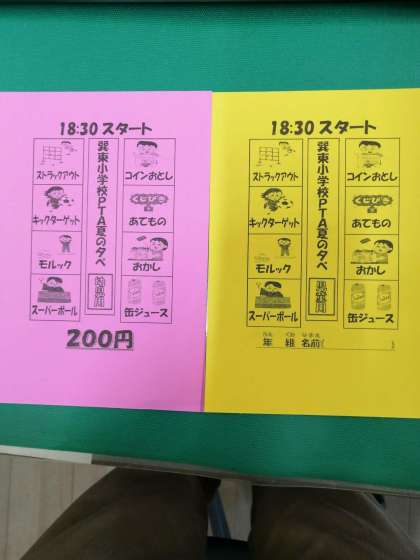 18:30 スタート
ストラックアウト
キックターゲット
モルック
スーパーボール
巽東小学校PTA夏の夕べ
幼児用
コインおとし
くじびき
あてもの
おかし
缶ジュース
200円
18:30 スタート
ストラックアウト
キックターゲット
モルック
スーパーボール
巽東小学校PTA夏の夕べ
児童用
コインおとし
くじびき
あてもの
おかし
缶ジュース
年 組 名前( )